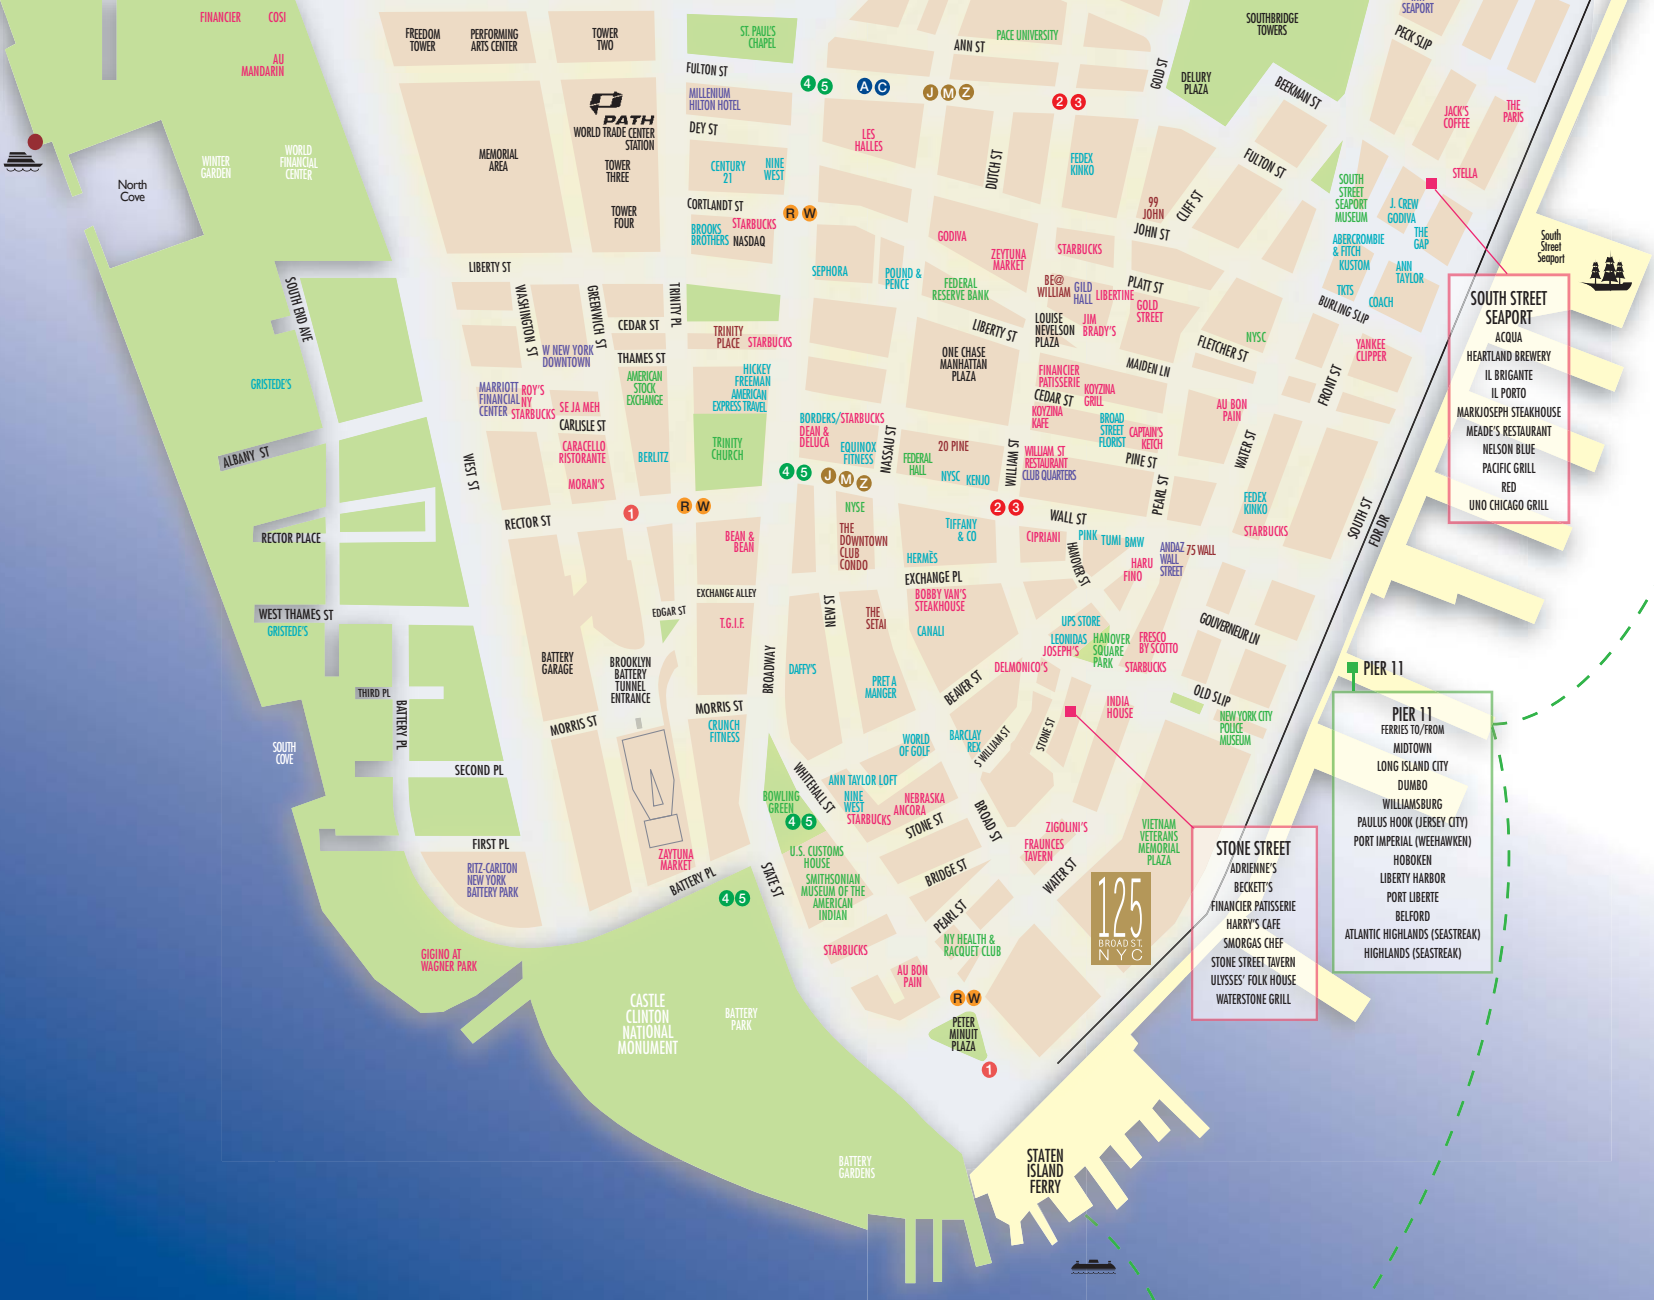 FINANCIER
COSI
AU
MANDARIN
WINTER
GARDEN
WORLD
FINANCIAL
CENTER
North
Cove
FREEDOM
TOWER
PERFORMING
ARTS CENTER
TOWER
TWO
PATH
WORLD TRADE CENTER
STATION
MEMORIAL
AREA
TOWER
THREE
TOWER
FOUR
ST. PAUL'S
CHAPEL
FULTON ST
MILLENIUM
HILTON HOTEL
DEY ST
CENTURY
21
NINE
WEST
CORTLANDT ST
BROOKS
BROTHERS
STARBUCKS
NASDAQ
R W
4 5
A C
J M Z
2 3
ANN ST
PACE UNIVERSITY
LES
HALLES
DUTCH ST
FEDEX
KINKO
GOLD ST
SOUTHBRIDGE
TOWERS
DELURY
PLAZA
BEEKMAN ST
FULTON ST
CLIFF ST
99
JOHN
JOHN ST
SEAPORT
PECK SLIP
JACK'S
COFFEE
THE
PARIS
STELLA
SOUTH
STREET
SEAPORT
MUSEUM
J. CREW
GODIVA
THE
GAP
ABERCROMBIE
& FITCH
KUSTOM
ANN
TAYLOR
TKTS
COACH
BURLING SLIP
YANKEE
CLIPPER
South
Street
Seaport
SOUTH STREET
SEAPORT
ACQUA
HEARTLAND BREWERY
IL BRIGANTE
IL PORTO
MARKJOSEPH STEAKHOUSE
MEADE'S RESTAURANT
NELSON BLUE
PACIFIC GRILL
RED
UNO CHICAGO GRILL
GODIVA
ZEYTUNA
MARKET
STARBUCKS
SEPHORA
POUND &
PENCE
FEDERAL
RESERVE BANK
BE@
WILLIAM
GILD
HALL
LIBERTINE
PLATT ST
GOLD
STREET
LOUISE
NEVELSON
PLAZA
JIM
BRADY'S
LIBERTY ST
ONE CHASE
MANHATTAN
PLAZA
FLETCHER ST
NYSC
MAIDEN LN
FINANCIER
PATISSERIE
KOYZINA
GRILL
CEDAR ST
KOYZINA
KAFE
BROAD
STREET
FLORIST
CAPTAIN'S
KETCH
AU BON
PAIN
FRONT ST
WATER ST
LIBERTY ST
SOUTH END AVE
WASHINGTON ST
GREENWICH ST
TRINITY PL
CEDAR ST
W NEW YORK
DOWNTOWN
THAMES ST
TRINITY
PLACE
STARBUCKS
AMERICAN
STOCK
EXCHANGE
HICKEY
FREEMAN
AMERICAN
EXPRESS TRAVEL
GRISTEDE'S
MARRIOTT
FINANCIAL
CENTER
ROY'S
NY
STARBUCKS
SE JA MEH
CARLISLE ST
CARACELLO
RISTORANTE
MORAN'S
BERLITZ
TRINITY
CHURCH
BORDERS/STARBUCKS
DEAN &
DELUCA
EQUINOX
FITNESS
NASSAU ST
FEDERAL
HALL
20 PINE
NYSC
KENJO
WILLIAM ST
WILLIAM ST
RESTAURANT
CLUB QUARTERS
PINE ST
PEARL ST
FEDEX
KINKO
STARBUCKS
SOUTH ST
FDR DR
ALBANY ST
WEST ST
RECTOR ST
RECTOR PLACE
1
R W
4 5
J M Z
2 3
NYSE
THE
DOWNTOWN
CLUB
CONDO
BEAN &
BEAN
TIFFANY
& CO
HERMÈS
WALL ST
CIPRIANI
PINK
TUMI
BMW
HANOVER ST
HARU
FINO
ANDAZ
WALL
STREET
75 WALL
EXCHANGE PL
BOBBY VAN'S
STEAKHOUSE
CANALI
EXCHANGE ALLEY
EDGAR ST
T.G.I.F.
NEW ST
THE
SETAI
WEST THAMES ST
GRISTEDE'S
BATTERY
GARAGE
BROOKLYN
BATTERY
TUNNEL
ENTRANCE
BROADWAY
DAFFY'S
PRET A
MANGER
UPS STORE
LEONIDAS
JOSEPH'S
HANOVER
SQUARE
PARK
FRESCO
BY SCOTTO
STARBUCKS
DELMONICO'S
GOUVERNEUR LN
OLD SLIP
NEW YORK CITY
POLICE
MUSEUM
INDIA
HOUSE
BEAVER ST
STONE ST
S WILLIAM ST
BARCLAY
REX
WORLD
OF GOLF
THIRD PL
BATTERY PL
SECOND PL
FIRST PL
SOUTH
COVE
MORRIS ST
MORRIS ST
CRUNCH
FITNESS
WHITEHALL ST
ANN TAYLOR LOFT
NINE
WEST
STARBUCKS
NEBRASKA
ANCORA
STONE ST
BROAD ST
BOWLING
GREEN
4 5
U.S. CUSTOMS
HOUSE
SMITHSONIAN
MUSEUM OF THE
AMERICAN
INDIAN
STATE ST
ZAYTUNA
MARKET
BATTERY PL
4 5
RITZ-CARLTON
NEW YORK
BATTERY PARK
GIGINO AT
WAGNER PARK
BRIDGE ST
PEARL ST
ZIGOLINI'S
FRAUNCES
TAVERN
WATER ST
VIETNAM
VETERANS
MEMORIAL
PLAZA
125
BROAD ST.
NYC
NY HEALTH &
RACQUET CLUB
STARBUCKS
AU BON
PAIN
R W
PETER
MINUIT
PLAZA
1
CASTLE
CLINTON
NATIONAL
MONUMENT
BATTERY
PARK
BATTERY
GARDENS
STATEN
ISLAND
FERRY
STONE STREET
ADRIENNE'S
BECKETT'S
FINANCIER PATISSERIE
HARRY'S CAFE
SMORGAS CHEF
STONE STREET TAVERN
ULYSSES' FOLK HOUSE
WATERSTONE GRILL
PIER 11
PIER 11
FERRIES TO/FROM
MIDTOWN
LONG ISLAND CITY
DUMBO
WILLIAMSBURG
PAULUS HOOK (JERSEY CITY)
PORT IMPERIAL (WEEHAWKEN)
HOBOKEN
LIBERTY HARBOR
PORT LIBERTE
BELFORD
ATLANTIC HIGHLANDS (SEASTREAK)
HIGHLANDS (SEASTREAK)